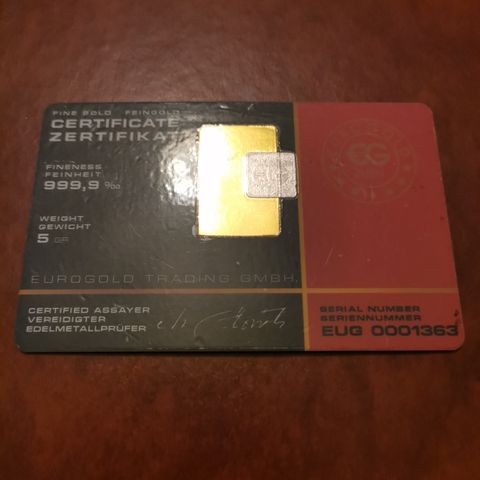 FINE GOLD FEINGOLD
CERTIFICATE
ZERTIFIKAT
FINENESS
FEINHEIT
999,9 ‰
WEIGHT
GEWICHT
5 GR
EUROGOLD TRADING GMBH.
CERTIFIED ASSAYER
VEREIDIGTER
EDELMETALLPRÜFER
SERIAL NUMBER
SERIENNUMMER
EUG 0001363